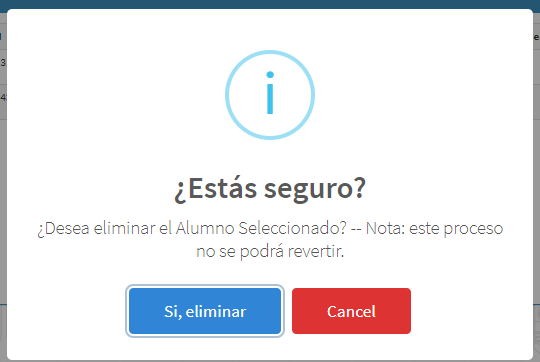 ¿Estás seguro?
¿Desea eliminar el Alumno Seleccionado? -- Nota: este proceso
no se podrá revertir.
Si, eliminar
Cancel